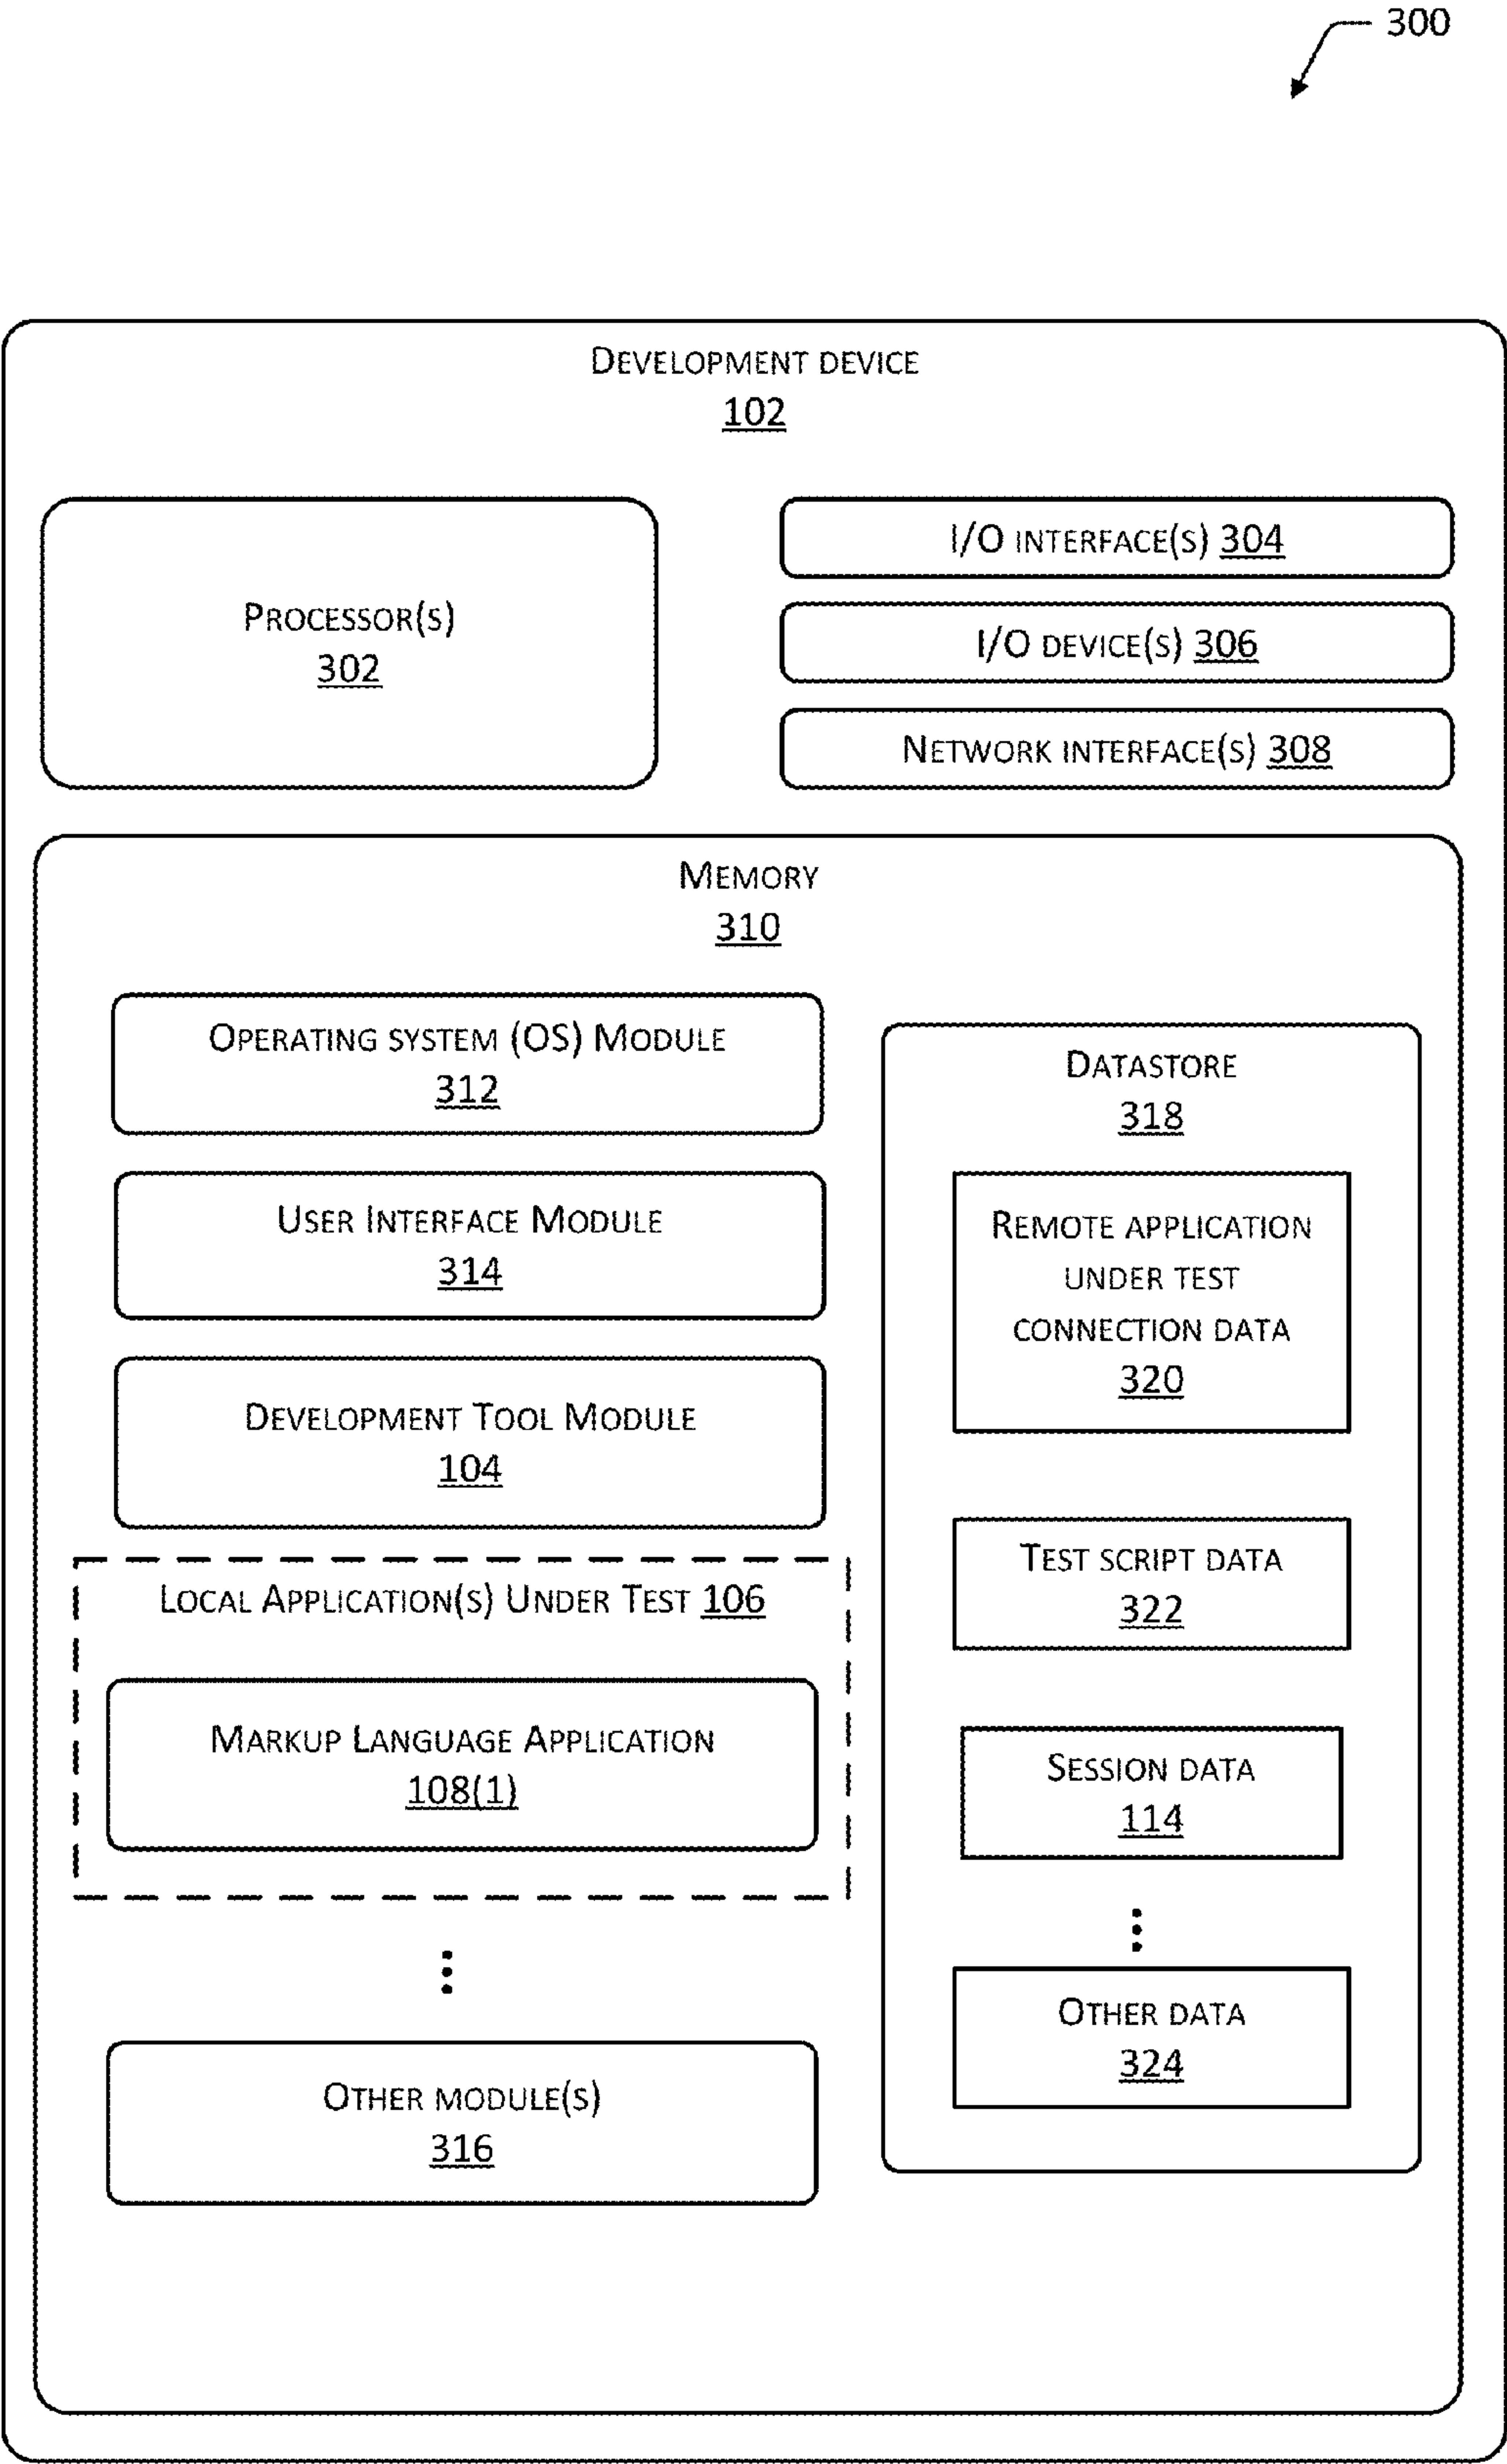 300
Development device
102
Processor(s)
302
I/O interface(s) 304
I/O device(s) 306
Network interface(s) 308
Memory
310
Operating system (OS) Module
312
User Interface Module
314
Development Tool Module
104
Local Application(s) Under Test 106
Markup Language Application
108(1)
Other module(s)
316
Datastore
318
Remote application
under test
connection data
320
Test script data
322
Session data
114
Other data
324